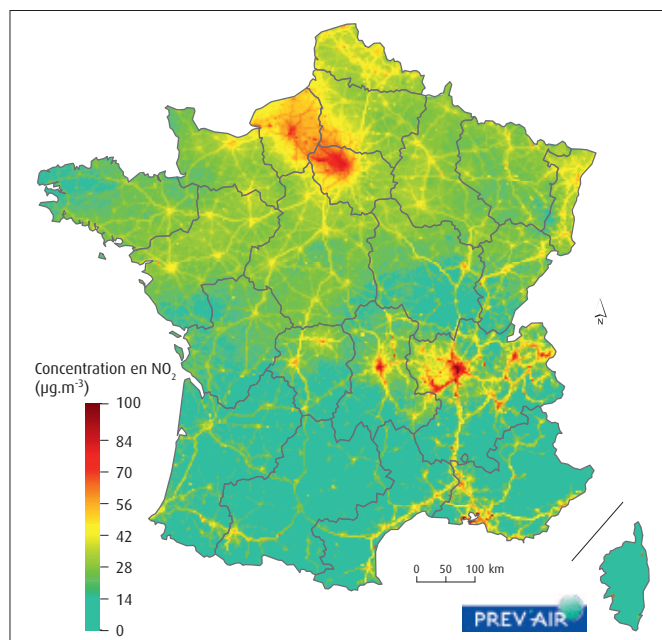 Concentration en NO₂
(µg.m⁻³)
100
84
70
56
42
28
14
0
N
0 50 100 km
PREV'AIR